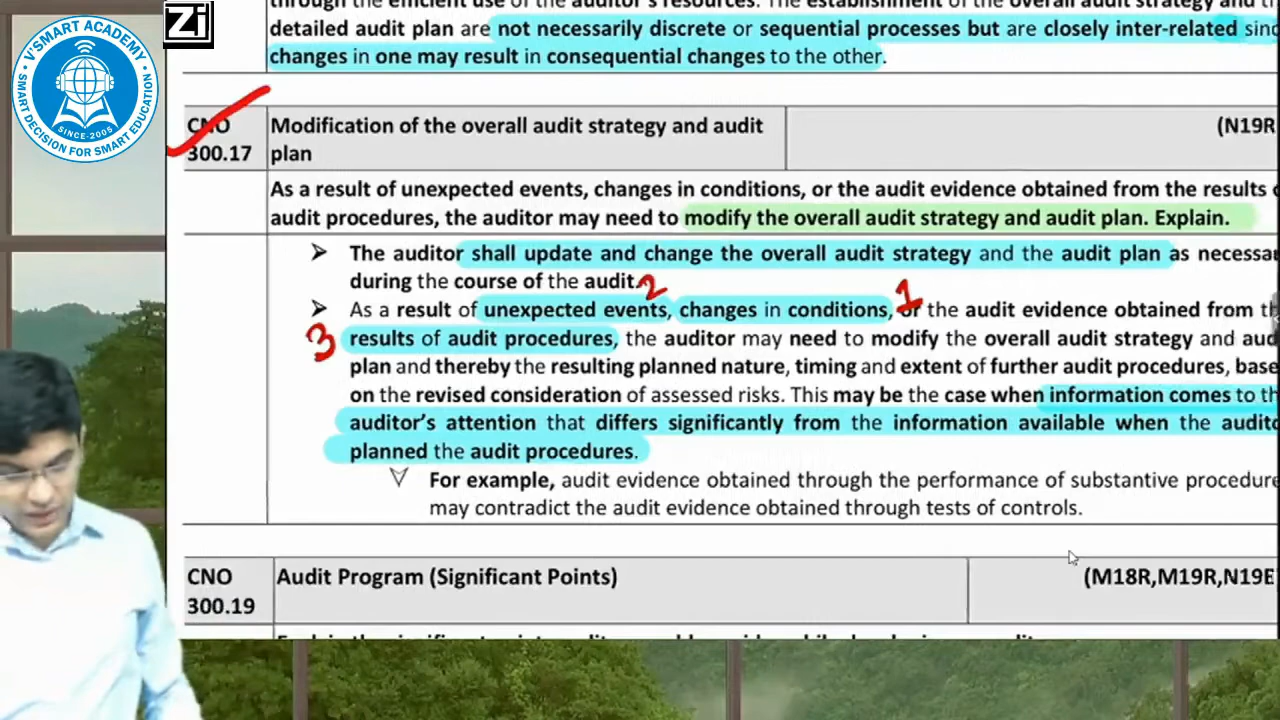 V'SMART ACADEMY
SINCE-2005
SMART DECISION FOR SMART EDUCATION
Zi
through the efficient use of the auditor's resources. The establishment of the overall audit strategy and
detailed audit plan are not necessarily discrete or sequential processes but are closely inter-related
changes in one may result in consequential changes to the other.
CNO
300.17
Modification of the overall audit strategy and audit
plan
(N19R
As a result of unexpected events, changes in conditions, or the audit evidence obtained from the results
audit procedures, the auditor may need to modify the overall audit strategy and audit plan. Explain.
➤ The auditor shall update and change the overall audit strategy and the audit plan as
during the course of the audit.
2
1
➤ As a result of unexpected events, changes in conditions, or the audit evidence obtained from
3
results of audit procedures, the auditor may need to modify the overall audit strategy and
plan and thereby the resulting planned nature, timing and extent of further audit procedures,
on the revised consideration of assessed risks. This may be the case when information comes to
auditor's attention that differs significantly from the information available when the
planned the audit procedures.
For example, audit evidence obtained through the performance of substantive
may contradict the audit evidence obtained through tests of controls.
CNO
300.19
Audit Program (Significant Points)
(M18R,M19R,N19E